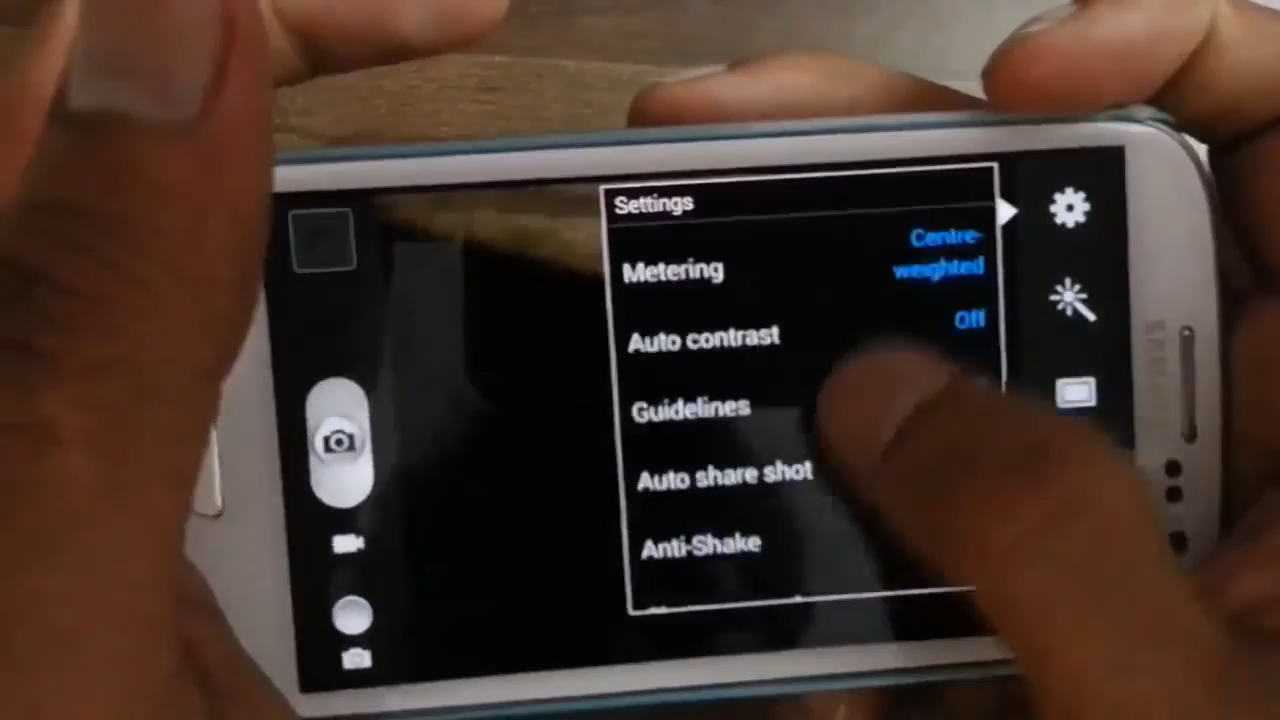 Settings
Metering
Centre-
weighted
Auto contrast
Off
Guidelines
Auto share shot
Anti-Shake